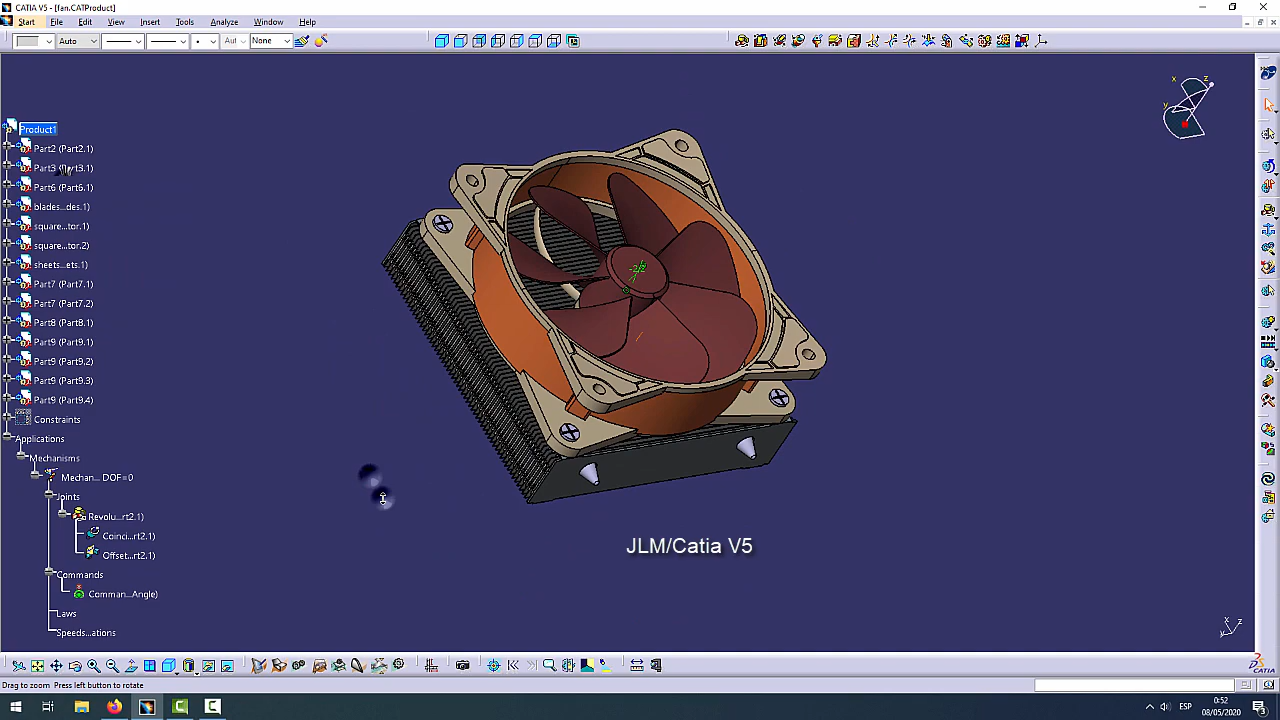 CATIA V5 - [fan.CATProduct]
Start File Edit View Insert Tools Analyze Window Help
Auto Aut None
x z
y
Product1
Part2 (Part2.1)
Part3 (Part3.1)
Part6 (Part6.1)
blades...des.1)
square...tor.1)
square...tor.2)
sheets...ets.1)
Part7 (Part7.1)
Part7 (Part7.2)
Part8 (Part8.1)
Part9 (Part9.1)
Part9 (Part9.2)
Part9 (Part9.3)
Part9 (Part9.4)
Constraints
Applications
Mechanisms
Mechan... DOF=0
Joints
Revolu...rt2.1)
Coinci...rt2.1)
Offset...rt2.1)
Commands
Comman...Angle)
Laws
Speeds...ations
JLM/Catia V5
x z
CATIA
Drag to zoom Press left button to rotate
ESP
0:52
08/05/2020